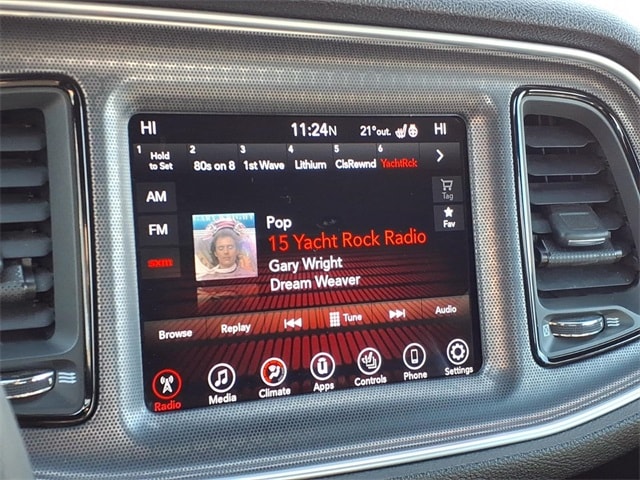 HI 11:24N 21° out. HI
1 Hold to Set 2 80s on 8 3 1st Wave 4 Lithium 5 ClsRewnd 6 YachtRck
AM
FM
sxm
Pop
15 Yacht Rock Radio
Gary Wright
Dream Weaver
Tag
Fav
Browse Replay Tune Audio
Radio Media Climate Apps Controls Phone Settings